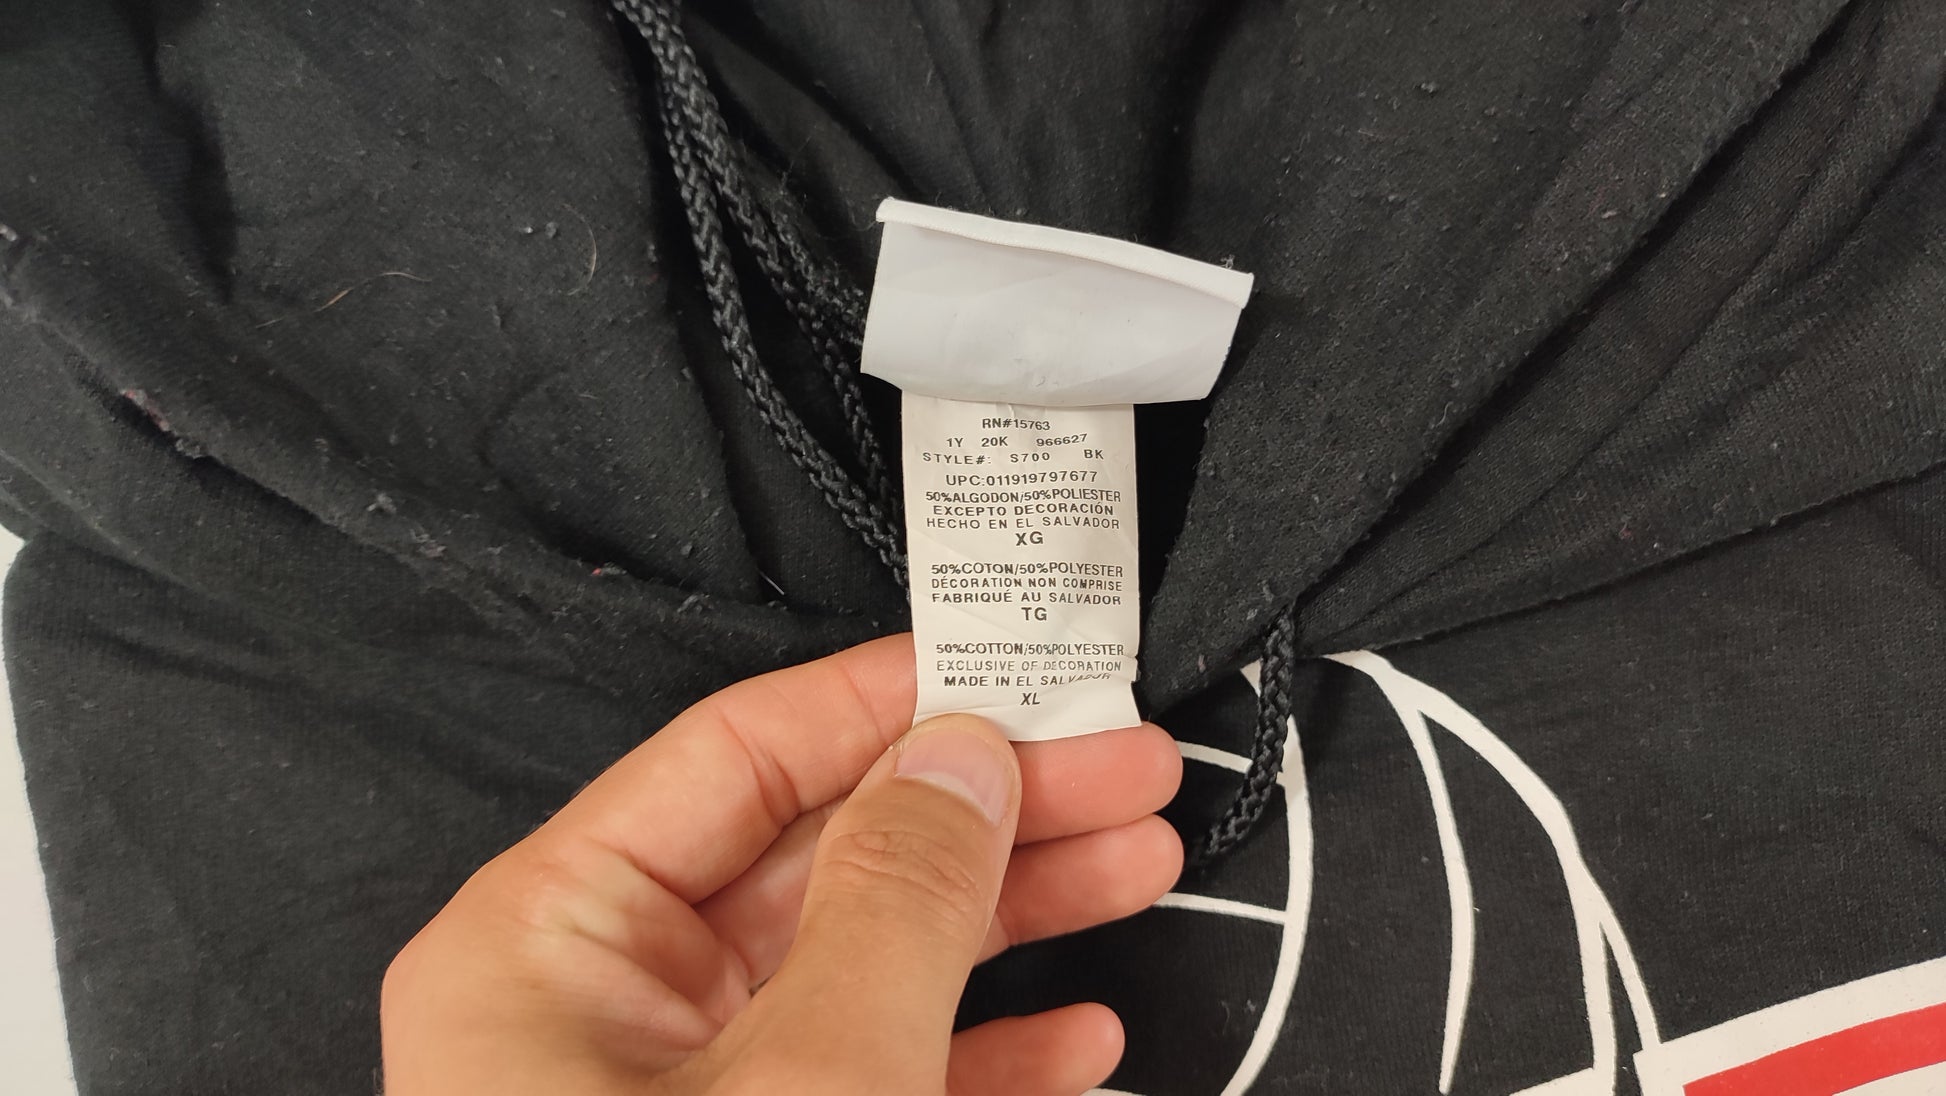 RN#15763
1Y 20K 966627
STYLE#: S700 BK
UPC:011919797677
50%ALGODON/50%POLIESTER
EXCEPTO DECORACIÓN
HECHO EN EL SALVADOR
XG
50%COTON/50%POLYESTER
DÉCORATION NON COMPRISE
FABRIQUÉ AU SALVADOR
TG
50%COTTON/50%POLYESTER
EXCLUSIVE OF DECORATION
MADE IN EL SALVADOR
XL